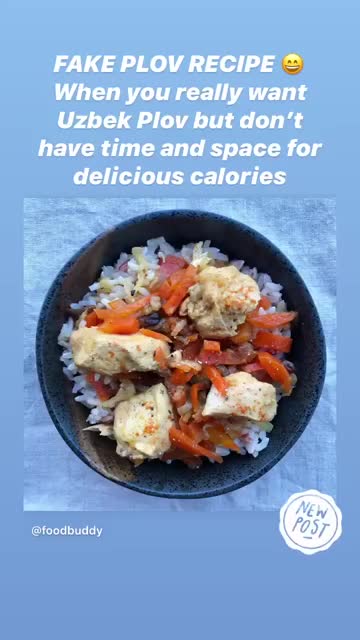 FAKE PLOV RECIPE 😄
When you really want
Uzbek Plov but don't
have time and space for
delicious calories
@foodbuddy
NEW
POST